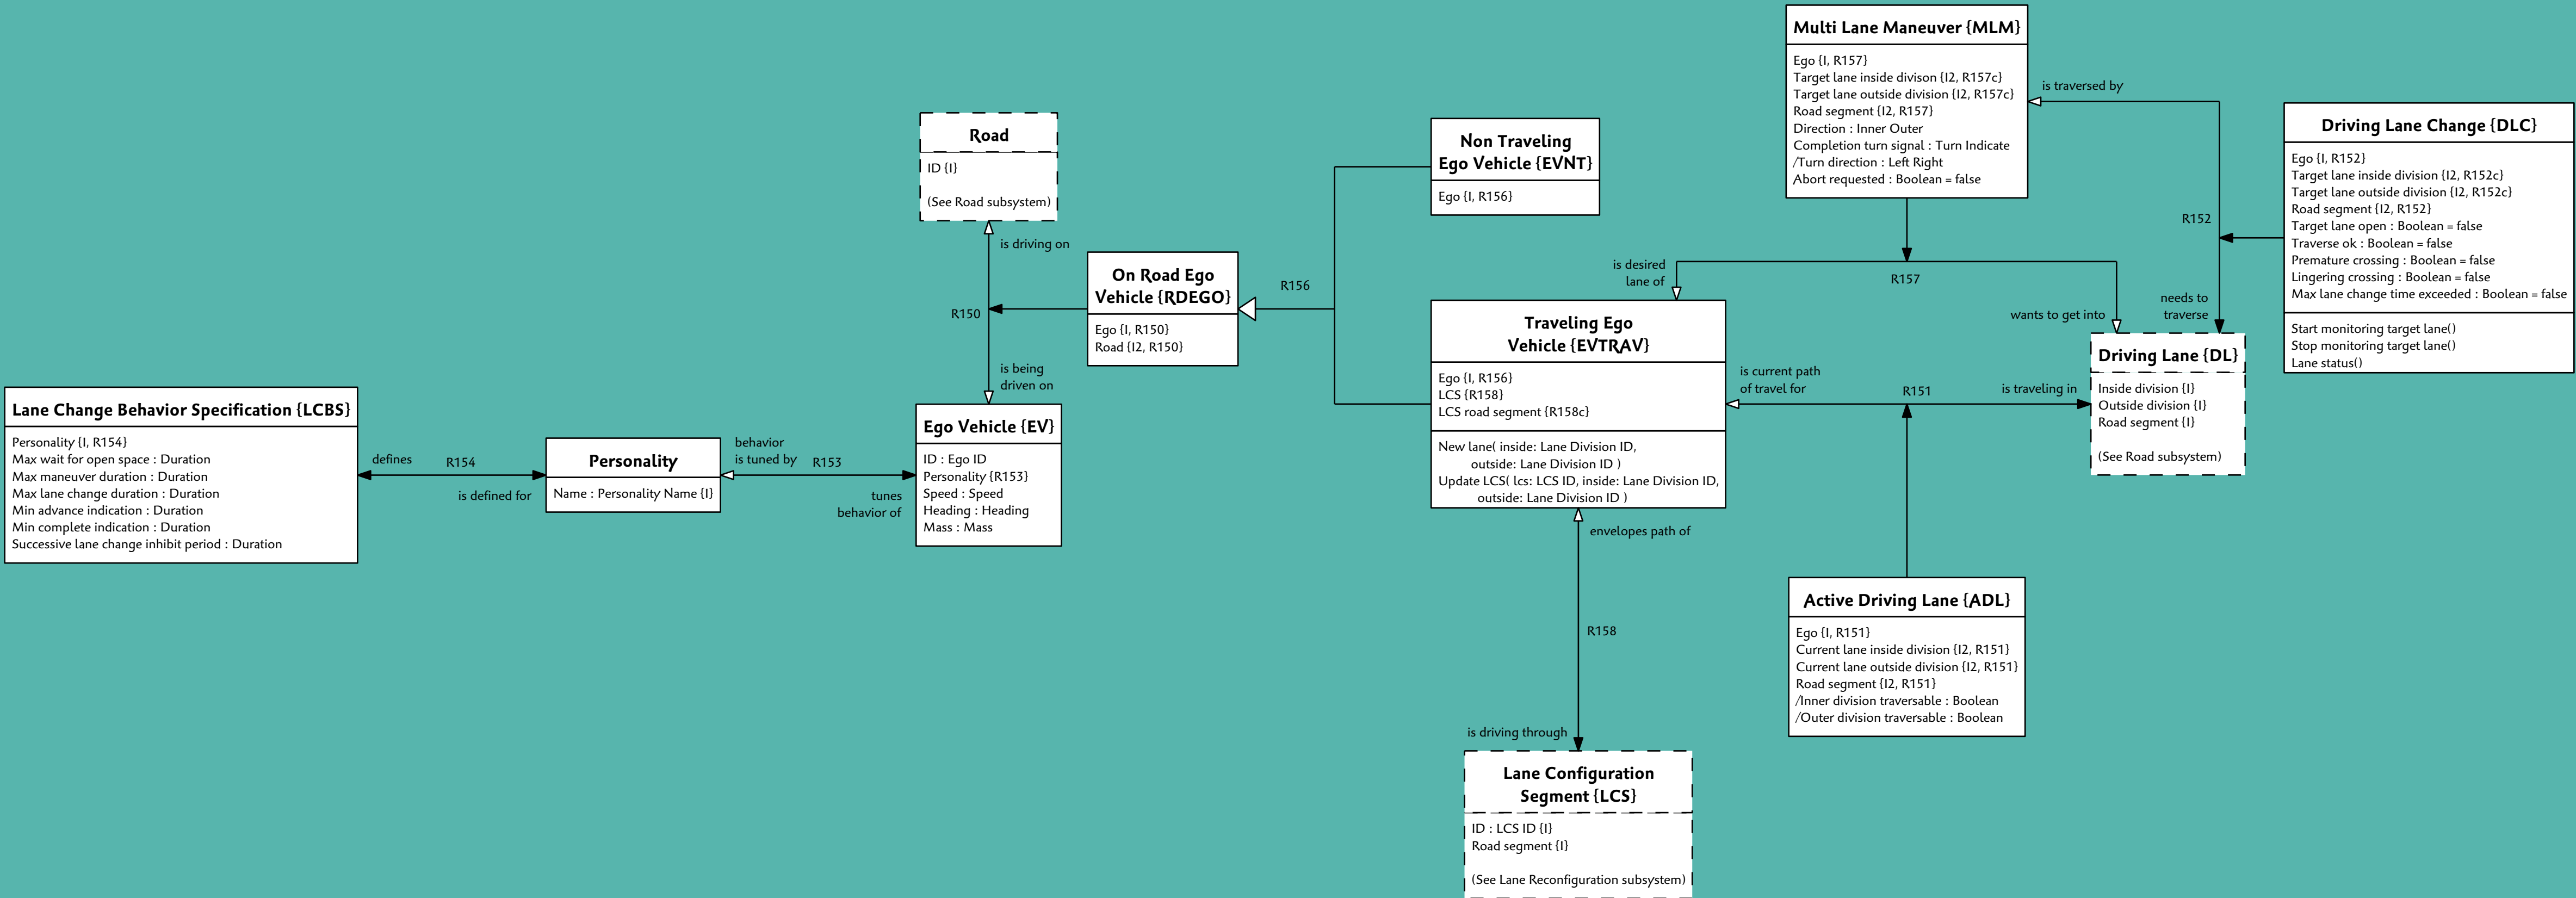 Multi Lane Maneuver {MLM}
Ego {I, R157}
Target lane inside divison {I2, R157c}
Target lane outside division {I2, R157c}
Road segment {I2, R157}
Direction : Inner Outer
Completion turn signal : Turn Indicate
/Turn direction : Left Right
Abort requested : Boolean = false
is traversed by
Driving Lane Change {DLC}
Ego {I, R152}
Target lane inside division {I2, R152c}
Target lane outside division {I2, R152c}
Road segment {I2, R152}
Target lane open : Boolean = false
Traverse ok : Boolean = false
Premature crossing : Boolean = false
Lingering crossing : Boolean = false
Max lane change time exceeded : Boolean = false
Start monitoring target lane()
Stop monitoring target lane()
Lane status()
R152
needs to
traverse
Road
ID {I}
(See Road subsystem)
is driving on
R150
is being
driven on
On Road Ego
Vehicle {RDEGO}
Ego {I, R150}
Road {I2, R150}
R156
Non Traveling
Ego Vehicle {EVNT}
Ego {I, R156}
is desired
lane of
R157
wants to get into
Traveling Ego
Vehicle {EVTRAV}
Ego {I, R156}
LCS {R158}
LCS road segment {R158c}
New lane( inside: Lane Division ID,
outside: Lane Division ID )
Update LCS( lcs: LCS ID, inside: Lane Division ID,
outside: Lane Division ID )
is current path
of travel for
R151
is traveling in
Driving Lane {DL}
Inside division {I}
Outside division {I}
Road segment {I}
(See Road subsystem)
Lane Change Behavior Specification {LCBS}
Personality {I, R154}
Max wait for open space : Duration
Max maneuver duration : Duration
Max lane change duration : Duration
Min advance indication : Duration
Min complete indication : Duration
Successive lane change inhibit period : Duration
defines
R154
is defined for
Personality
Name : Personality Name {I}
behavior
is tuned by
R153
tunes
behavior of
Ego Vehicle {EV}
ID : Ego ID
Personality {R153}
Speed : Speed
Heading : Heading
Mass : Mass
envelopes path of
R158
is driving through
Active Driving Lane {ADL}
Ego {I, R151}
Current lane inside division {I2, R151}
Current lane outside division {I2, R151}
Road segment {I2, R151}
/Inner division traversable : Boolean
/Outer division traversable : Boolean
Lane Configuration
Segment {LCS}
ID : LCS ID {I}
Road segment {I}
(See Lane Reconfiguration subsystem)